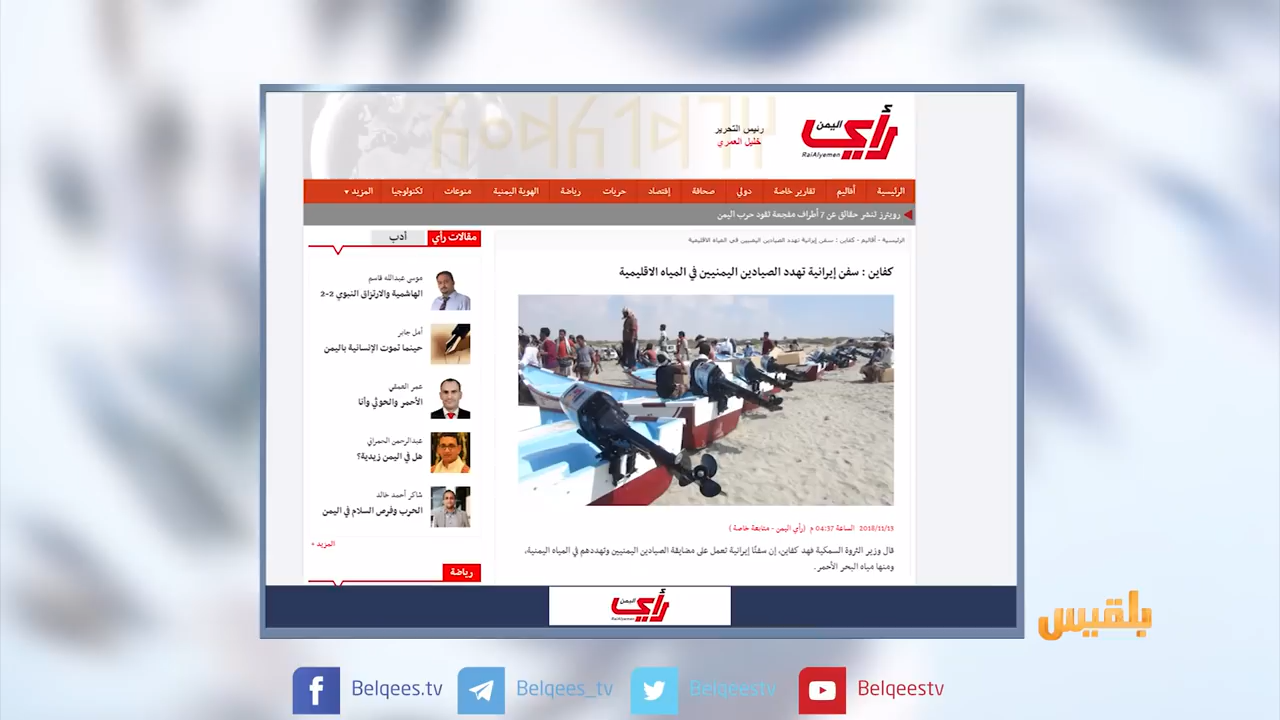 رأي
اليمن
RaiAlyemen
رئيس التحرير
خليل العمري
الرئيسية أقاليم تقارير خاصة دولي صحافة إقتصاد حريات رياضة الهوية اليمنية منوعات تكنولوجيا المزيد
رويترز تنشر حقائق عن 7 أطراف مفجعة تقود حرب اليمن
الرئيسية - أقاليم - كفاين : سفن إيرانية تهدد الصيادين اليمنيين في المياه الاقليمية
كفاين : سفن إيرانية تهدد الصيادين اليمنيين في المياه الاقليمية
2018/11/13 الساعة 04:37 م (رأي اليمن - متابعة خاصة )
قال وزير الثروة السمكية فهد كفاين، إن سفنًا إيرانية تعمل على مضايقة الصيادين اليمنيين وتهددهم في المياه اليمنية،
ومنها مياه البحر الأحمر.
مقالات رأي أدب
موسى عبدالله قاسم
الهاشمية والارتزاق النبوي 2-2
أمل جابر
حينما تموت الإنسانية باليمن
عمر العمقي
الأحمر والحوثي وأنا
عبدالرحمن الحمراني
هل في اليمن زيدية؟
شاكر أحمد خالد
الحرب وفرص السلام في اليمن
المزيد +
رياضة
رأي
اليمن
RaiAlyemen
بلقيس
Belqees.tv Belqees_tv Belqeestv Belqeestv